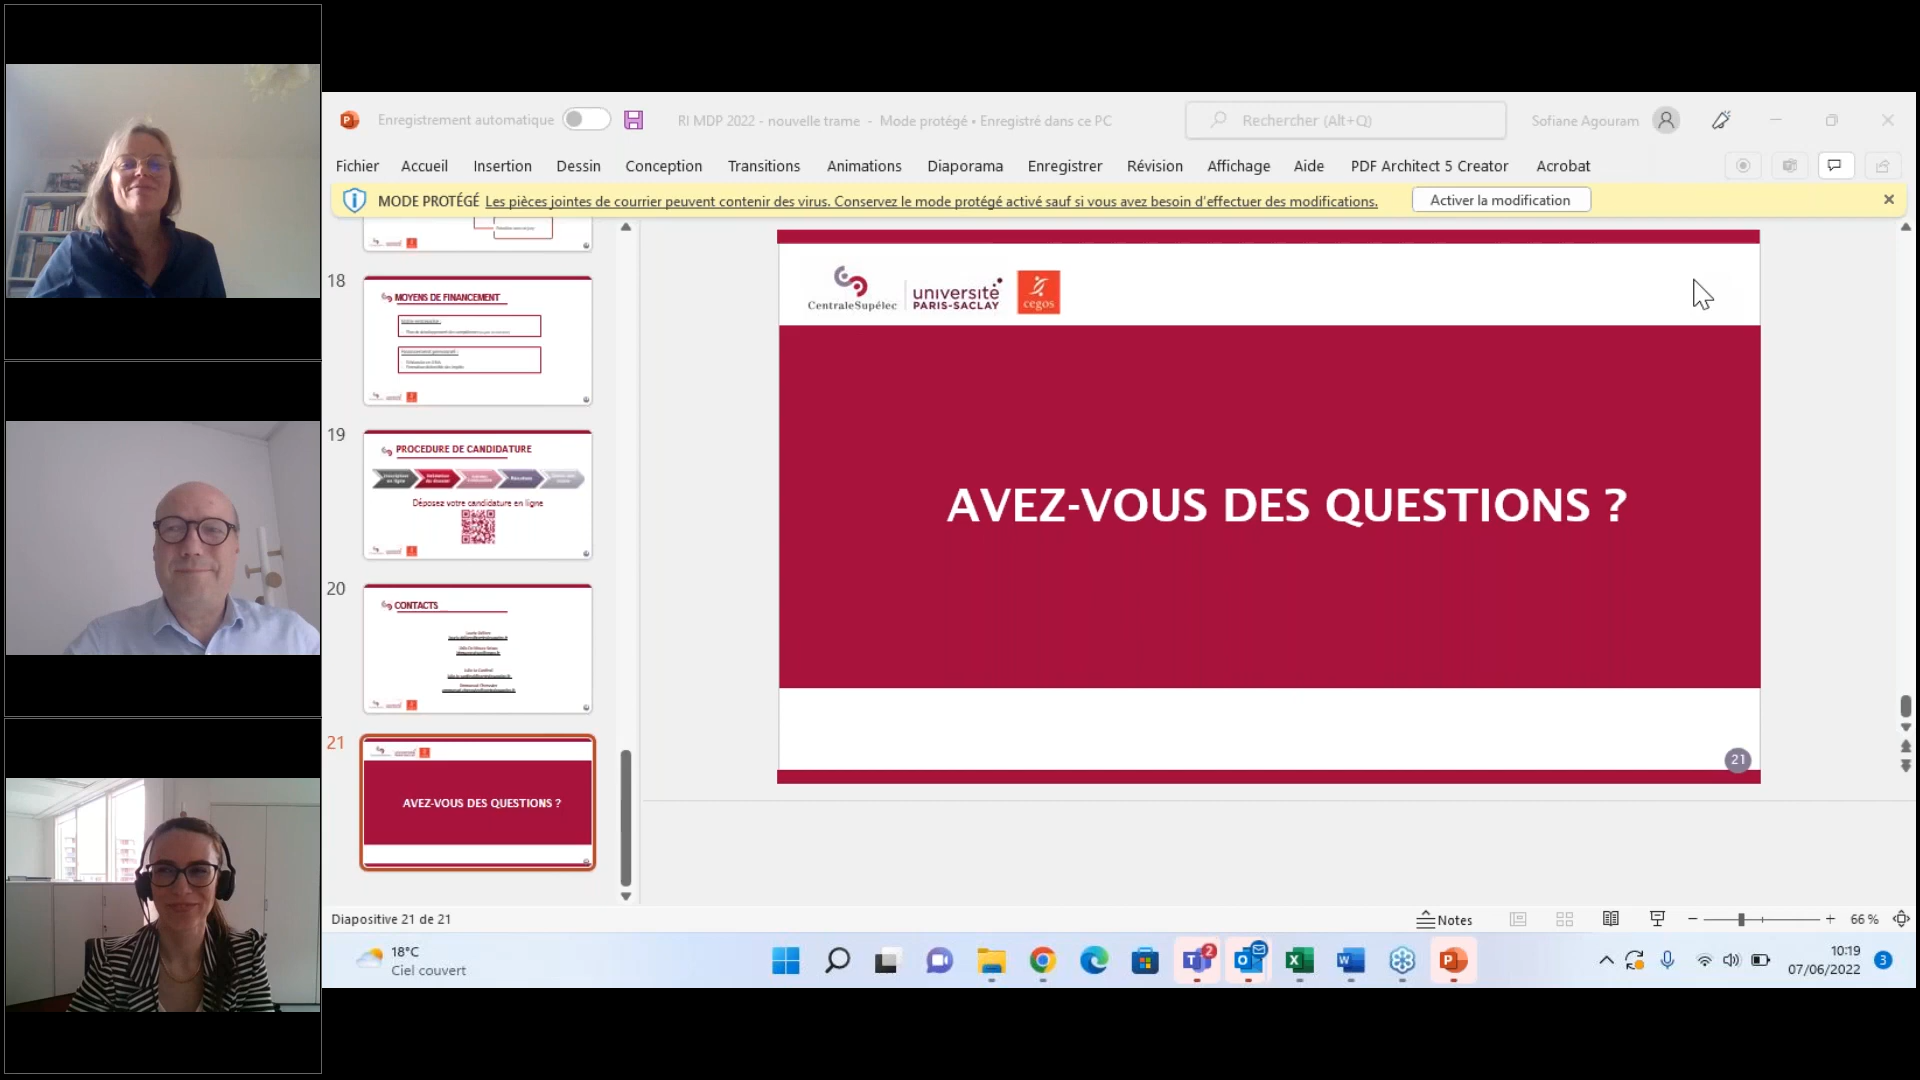 Enregistrement automatique
RI MDP 2022 - nouvelle trame - Mode protégé • Enregistré dans ce PC
Rechercher (Alt+Q)
Sofiane Agouram
Fichier Accueil Insertion Dessin Conception Transitions Animations Diaporama Enregistrer Révision Affichage Aide PDF Architect 5 Creator Acrobat
MODE PROTÉGÉ Les pièces jointes de courrier peuvent contenir des virus. Conservez le mode protégé activé sauf si vous avez besoin d'effectuer des modifications.
Activer la modification
18
MOYENS DE FINANCEMENT
19
PROCEDURE DE CANDIDATURE
Déposez votre candidature en ligne
20
CONTACTS
21
AVEZ-VOUS DES QUESTIONS ?
CentraleSupélec
université
PARIS-SACLAY
cegos
AVEZ-VOUS DES QUESTIONS ?
21
Diapositive 21 de 21
Notes
66 %
18°C
Ciel couvert
2
10:19
07/06/2022
3